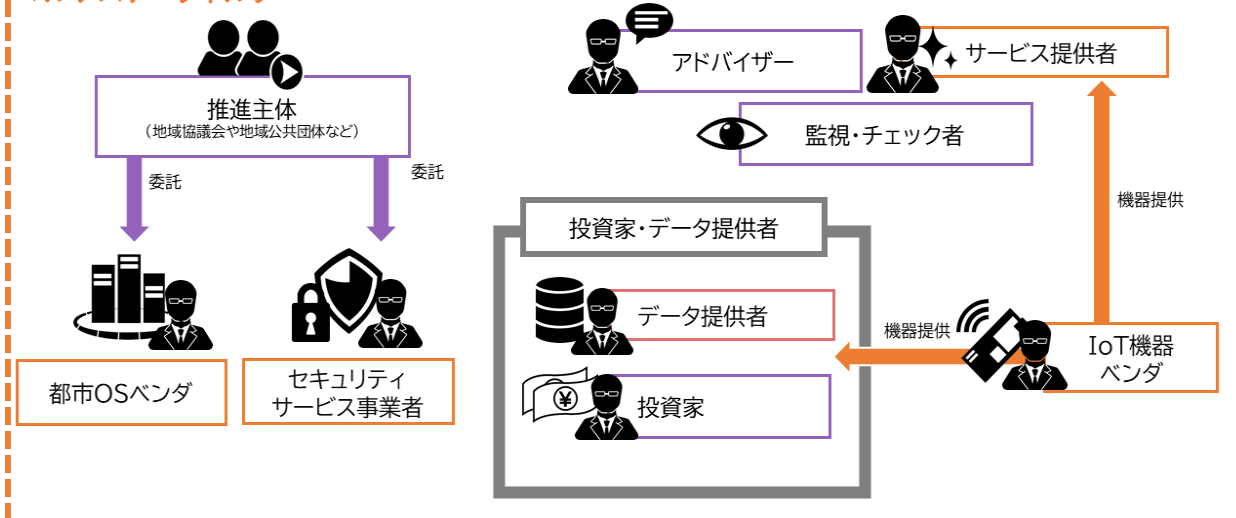 推進主体
（地域協議会や地域公共団体など）
委託
委託
都市OSベンダ
セキュリティ
サービス事業者
アドバイザー
サービス提供者
監視・チェック者
機器提供
投資家・データ提供者
データ提供者
投資家
¥
機器提供
IoT機器
ベンダ